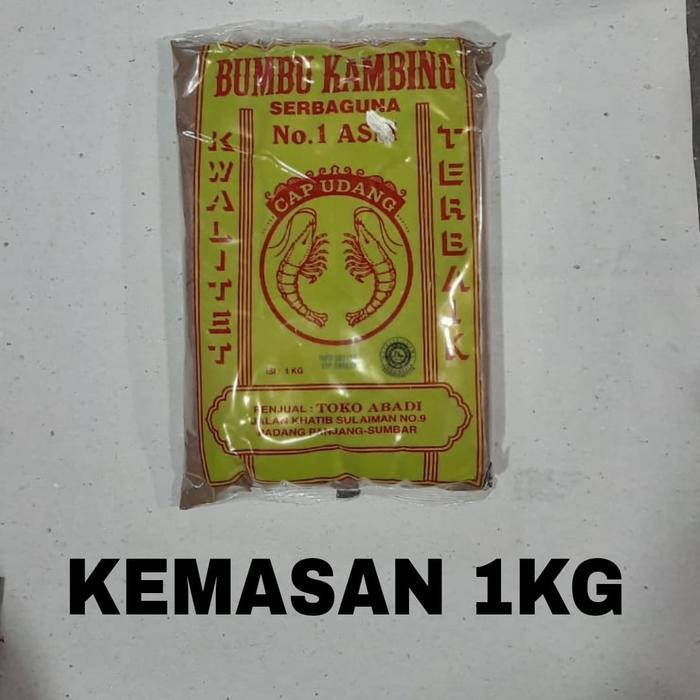 BUMBU KAMBING
SERBAGUNA
No.1
KWALITET
TERBAIK
CAP UDANG
ISI : 1 KG
PENJUAL : TOKO ABADI
JALAN KHATIB SULAIMAN NO.9
PADANG PANJANG-SUMBAR
KEMASAN 1KG